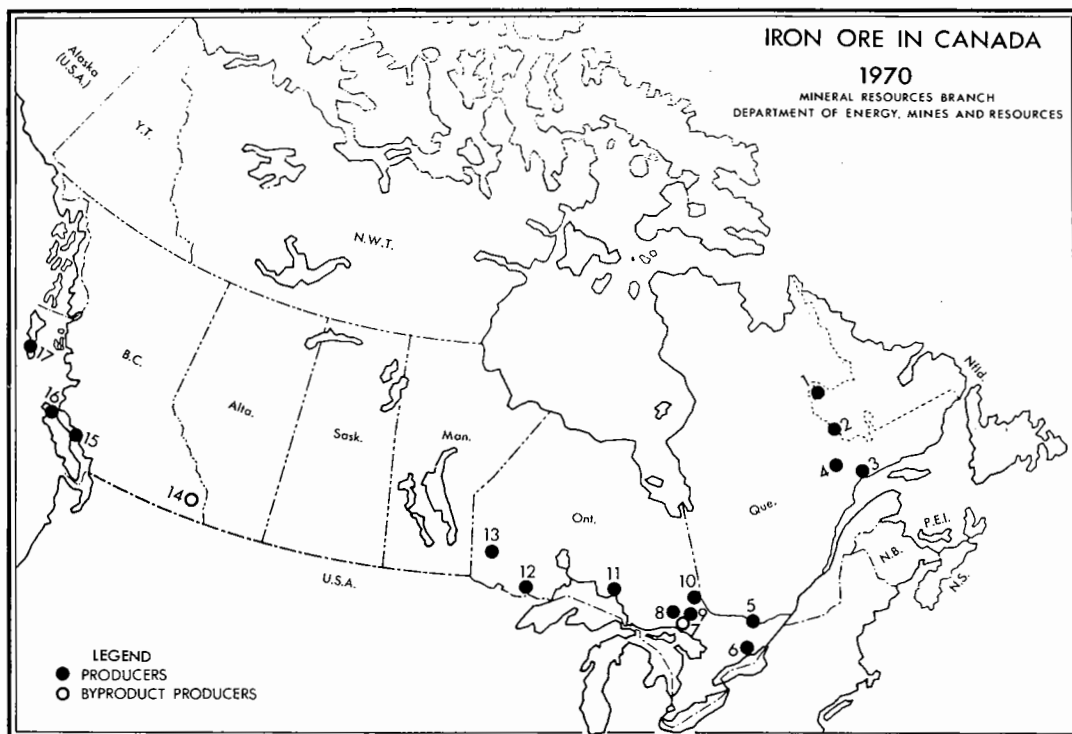 IRON ORE IN CANADA
1970
MINERAL RESOURCES BRANCH
DEPARTMENT OF ENERGY, MINES AND RESOURCES
Alaska
(U.S.A.)
Y.T.
N.W.T.
B.C.
Alta.
Sask.
Man.
Ont.
Que.
Nfld
P.E.I.
N.B.
N.S.
U.S.A.
1
2
3
4
5
6
7
8
9
10
11
12
13
14
15
16
17
LEGEND
PRODUCERS
BYPRODUCT PRODUCERS